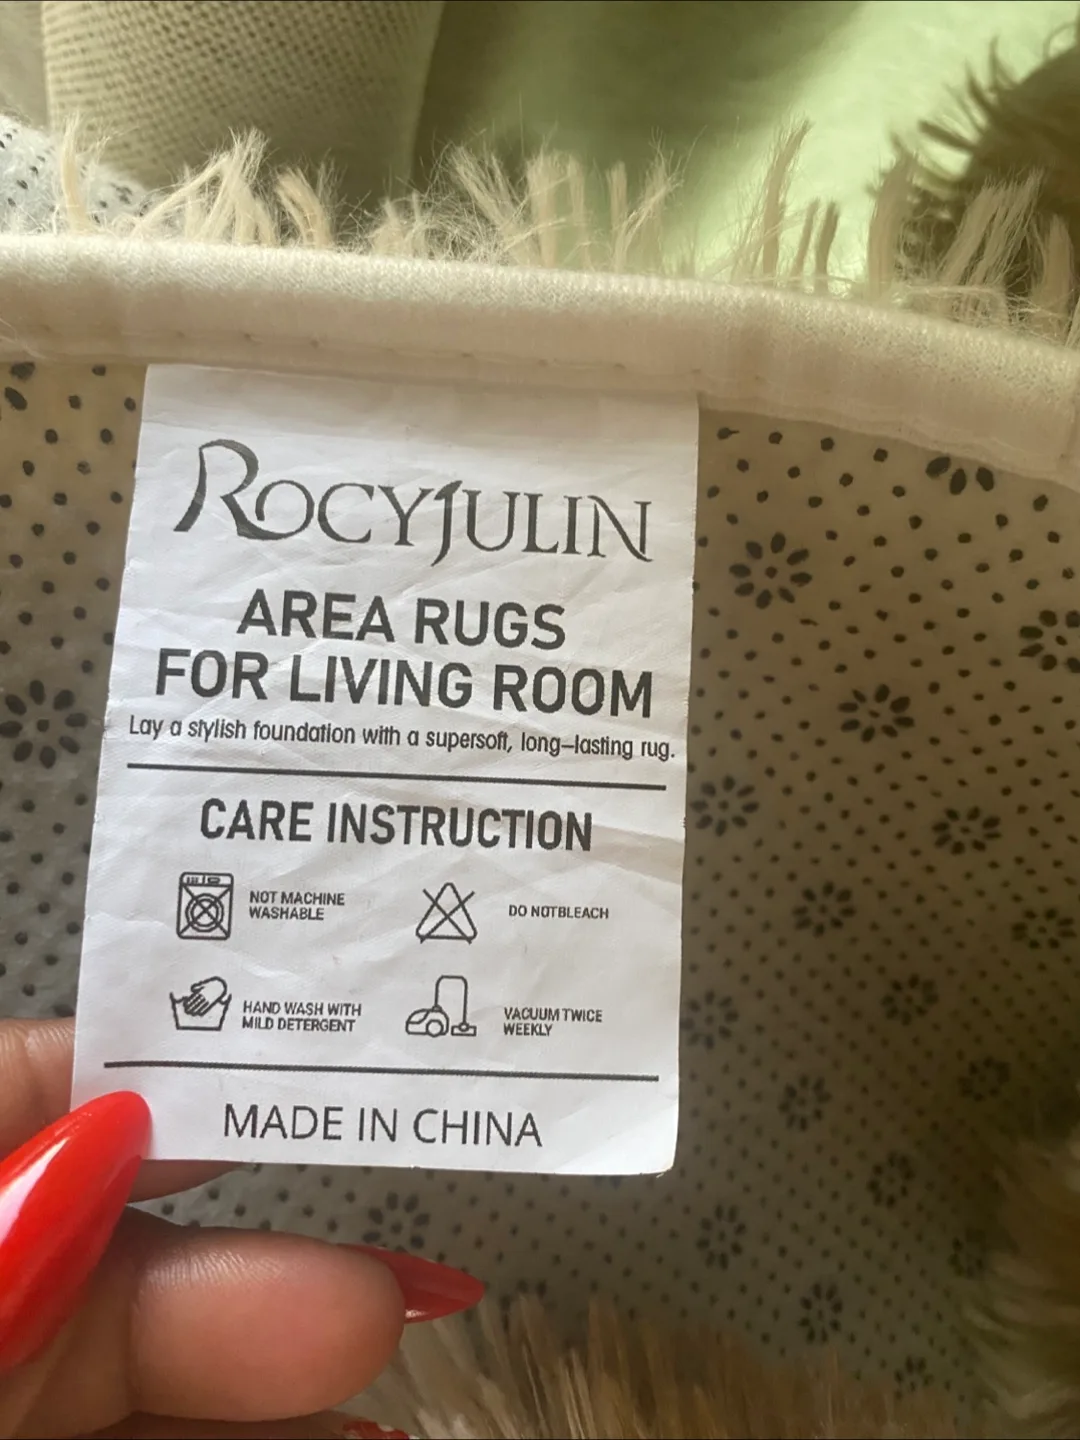 ROCYJULIN
AREA RUGS
FOR LIVING ROOM
Lay a stylish foundation with a supersoft, long–lasting rug.
CARE INSTRUCTION
NOT MACHINE
WASHABLE
DO NOTBLEACH
HAND WASH WITH
MILD DETERGENT
VACUUM TWICE
WEEKLY
MADE IN CHINA